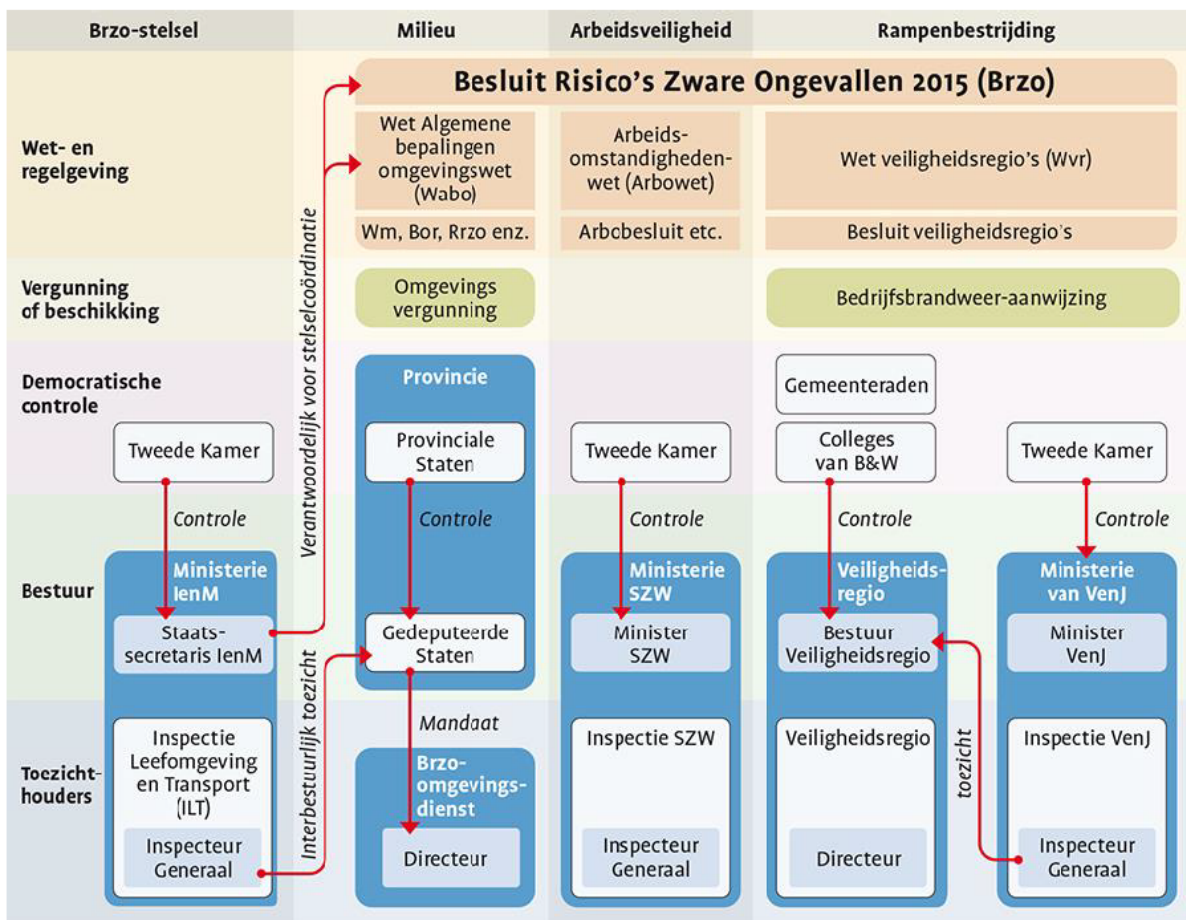 Brzo-stelsel
Milieu
Arbeidsveiligheid
Rampenbestrijding
Wet- en
regelgeving
Besluit Risico's Zware Ongevallen 2015 (Brzo)
Wet Algemene
bepalingen
omgevingswet
(Wabo)
Arbeids-
omstandigheden-
wet (Arbowet)
Wet veiligheidsregio's (Wvr)
Wm, Bor, Rrzo enz.
Arbobesluit etc.
Besluit veiligheidsregio's
Verantwoordelijk voor stelselcoördinatie
Vergunning
of beschikking
Omgevings
vergunning
Bedrijfsbrandweer-aanwijzing
Democratische
controle
Tweede Kamer
Provincie
Provinciale
Staten
Tweede Kamer
Gemeenteraden
Colleges
van B&W
Tweede Kamer
Controle
Controle
Controle
Controle
Controle
Bestuur
Ministerie
IenM
Staats-
secretaris IenM
Gedeputeerde
Staten
Ministerie
SZW
Minister
SZW
Veiligheids-
regio
Bestuur
Veiligheidsregio
Ministerie
van VenJ
Minister
VenJ
Interbestuurlijk toezicht
Mandaat
toezicht
Toezicht-
houders
Inspectie
Leefomgeving
en Transport
(ILT)
Inspecteur
Generaal
Brzo-
omgevings-
dienst
Directeur
Inspectie SZW
Inspecteur
Generaal
Veiligheidsregio
Directeur
Inspectie VenJ
Inspecteur
Generaal